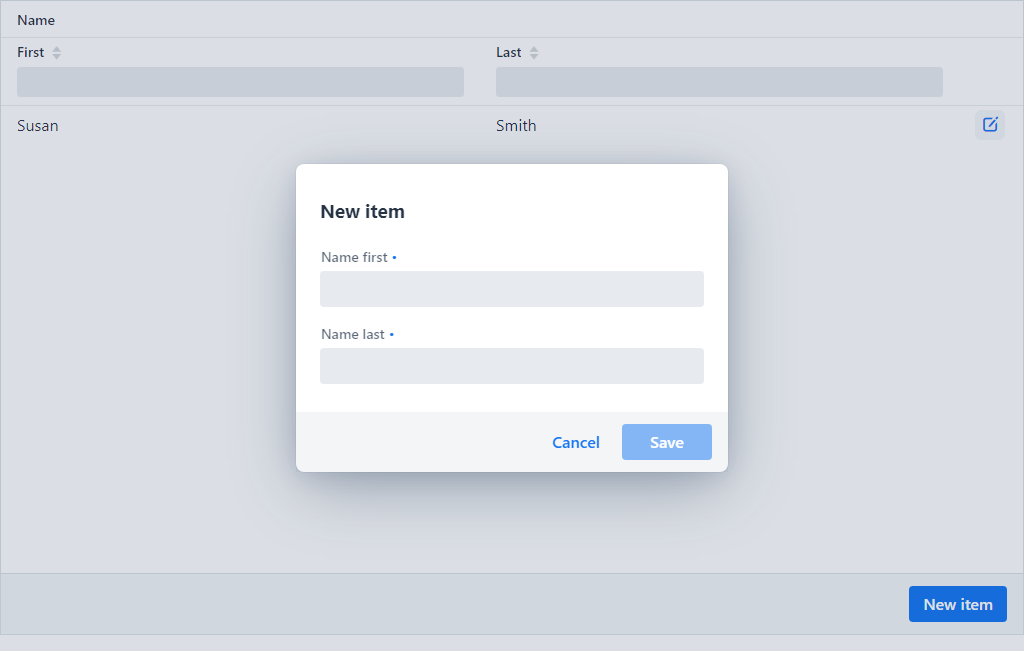 Name
First
Last
Susan
Smith
New item
Name first •
Name last •
Cancel
Save
New item